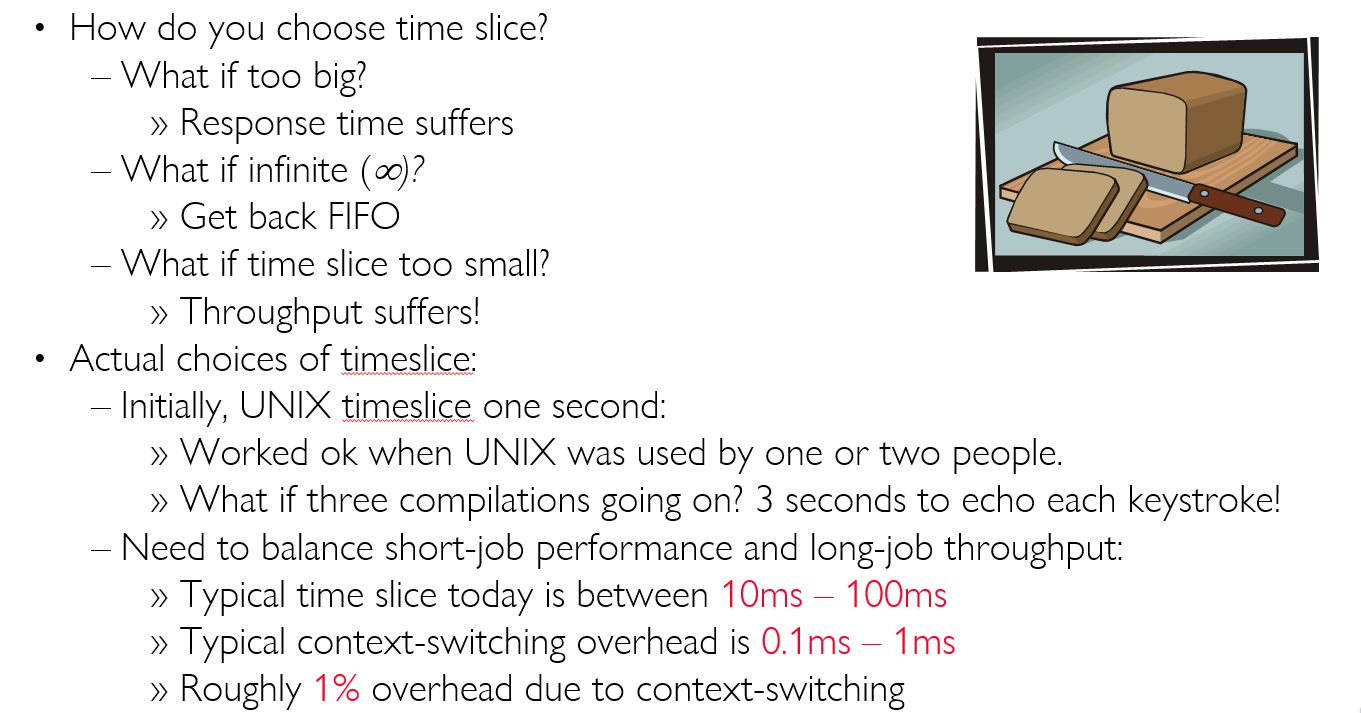 • How do you choose time slice?
– What if too big?
» Response time suffers
– What if infinite (∞)?
» Get back FIFO
– What if time slice too small?
» Throughput suffers!
• Actual choices of timeslice:
– Initially, UNIX timeslice one second:
» Worked ok when UNIX was used by one or two people.
» What if three compilations going on? 3 seconds to echo each keystroke!
– Need to balance short-job performance and long-job throughput:
» Typical time slice today is between 10ms – 100ms
» Typical context-switching overhead is 0.1ms – 1ms
» Roughly 1% overhead due to context-switching